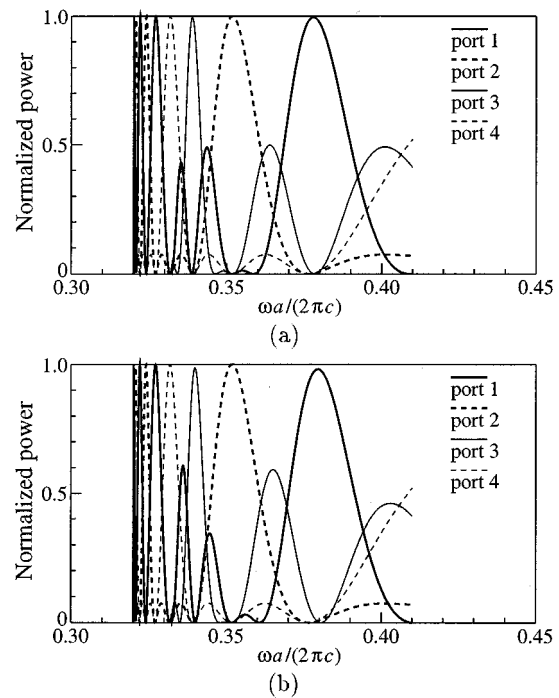 1.0
0.5
0
Normalized power
port 1
port 2
port 3
port 4
0.30
0.35
0.40
0.45
ωa/(2πc)
(a)
1.0
0.5
0
Normalized power
port 1
port 2
port 3
port 4
0.30
0.35
0.40
0.45
ωa/(2πc)
(b)